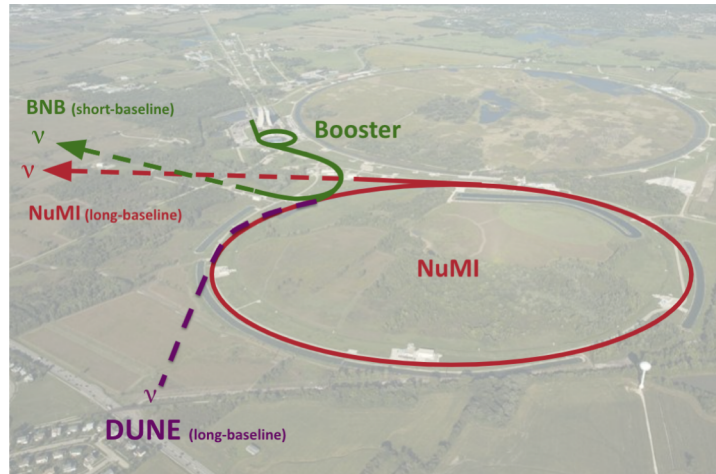 BNB (short-baseline)
ν
Booster
ν
NuMI (long-baseline)
NuMI
ν
DUNE (long-baseline)